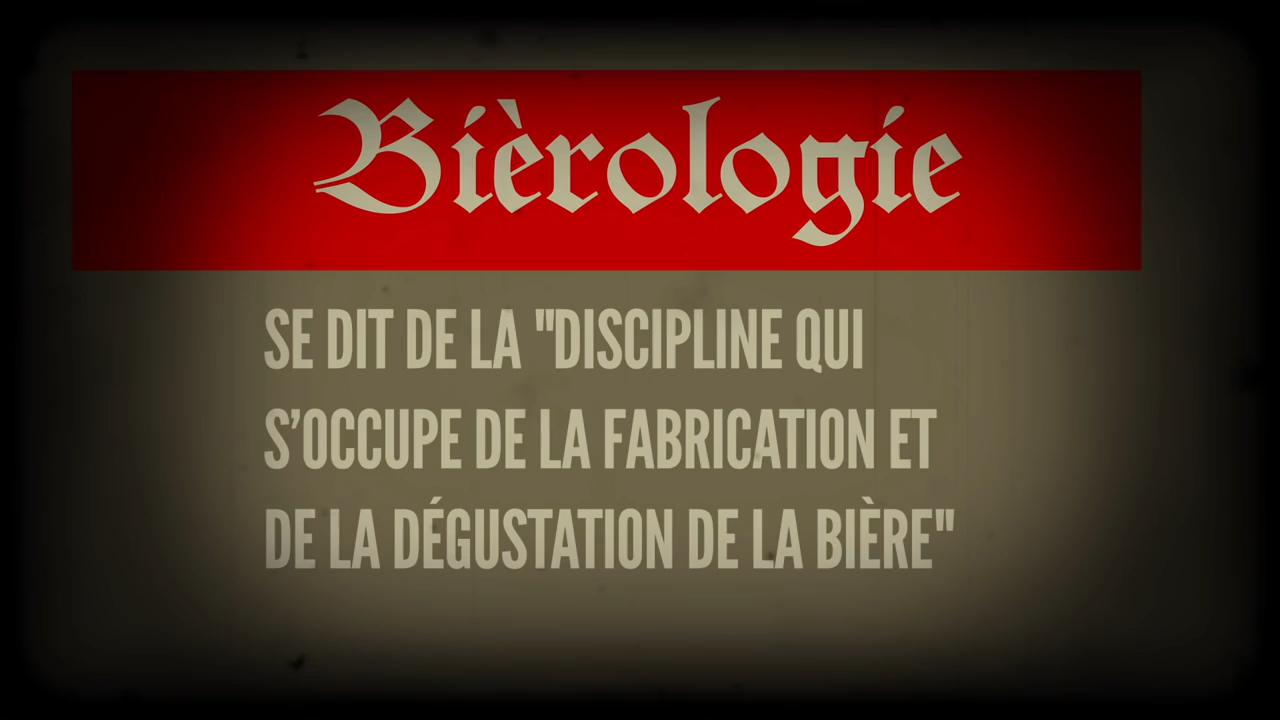 Bièrologie
SE DIT DE LA "DISCIPLINE QUI
S’OCCUPE DE LA FABRICATION ET
DE LA DÉGUSTATION DE LA BIÈRE"